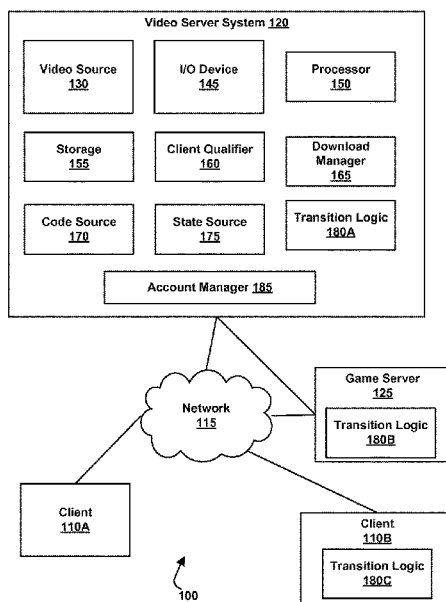 Video Server System 120
Video Source
130
I/O Device
145
Processor
150
Storage
155
Client Qualifier
160
Download
Manager
165
Code Source
170
State Source
175
Transition Logic
180A
Account Manager 185
Network
115
Game Server
125
Transition Logic
180B
Client
110A
Client
110B
Transition Logic
180C
100